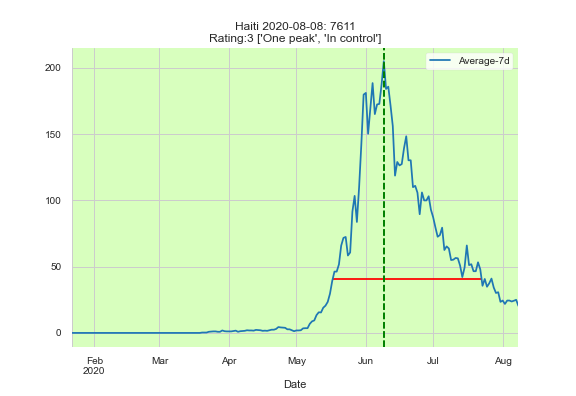 Haiti 2020-08-08: 7611
Rating:3 ['One peak', 'In control']
Average-7d
200
150
100
50
0
Feb Mar Apr May Jun Jul Aug
2020
Date